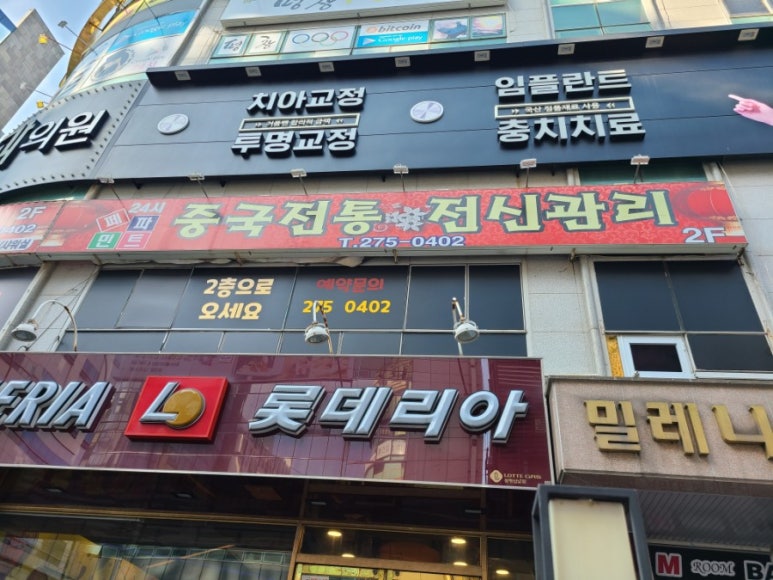 bitcoin
Google play
치아교정
임플란트
투명교정
충치치료
의원
24시
페파
민트
중국전통
전신관리
2F
T.275-0402
2F
2층으로
오세요
예약문의
275 0402
ERIA
롯데리아
밀레니
M ROOM BA